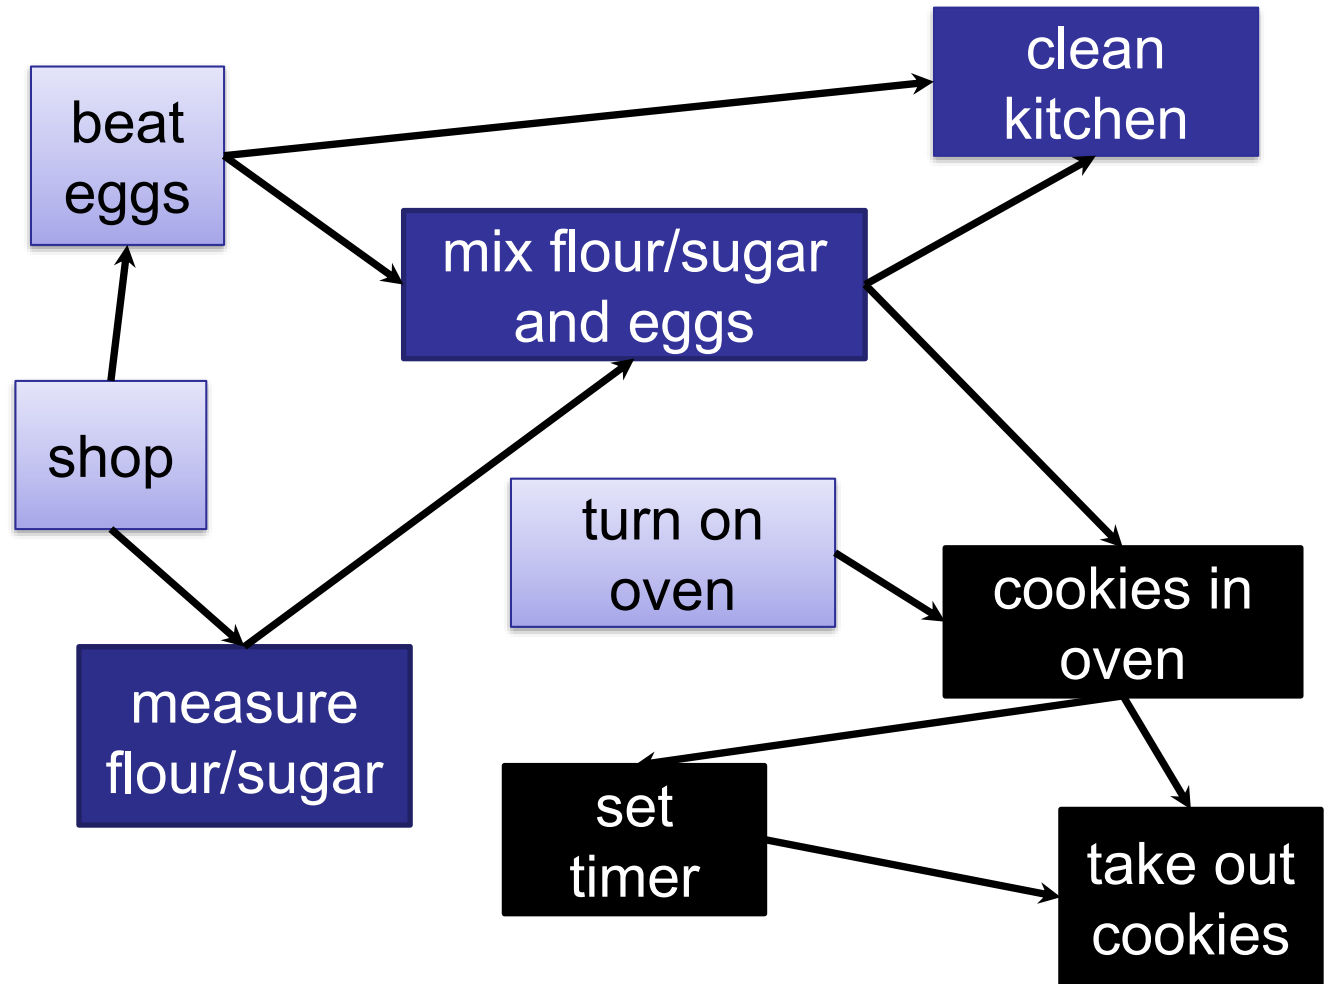 clean
kitchen
beat
eggs
mix flour/sugar
and eggs
shop
turn on
oven
cookies in
oven
measure
flour/sugar
set
timer
take out
cookies